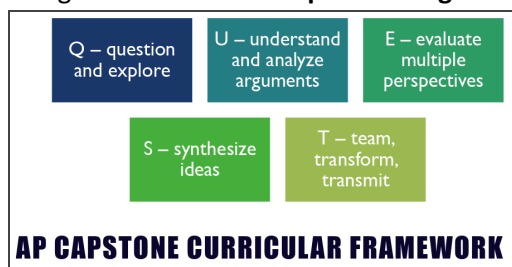 Q – question
and explore
U – understand
and analyze
arguments
E – evaluate
multiple
perspectives
S – synthesize
ideas
T – team,
transform,
transmit
AP CAPSTONE CURRICULAR FRAMEWORK